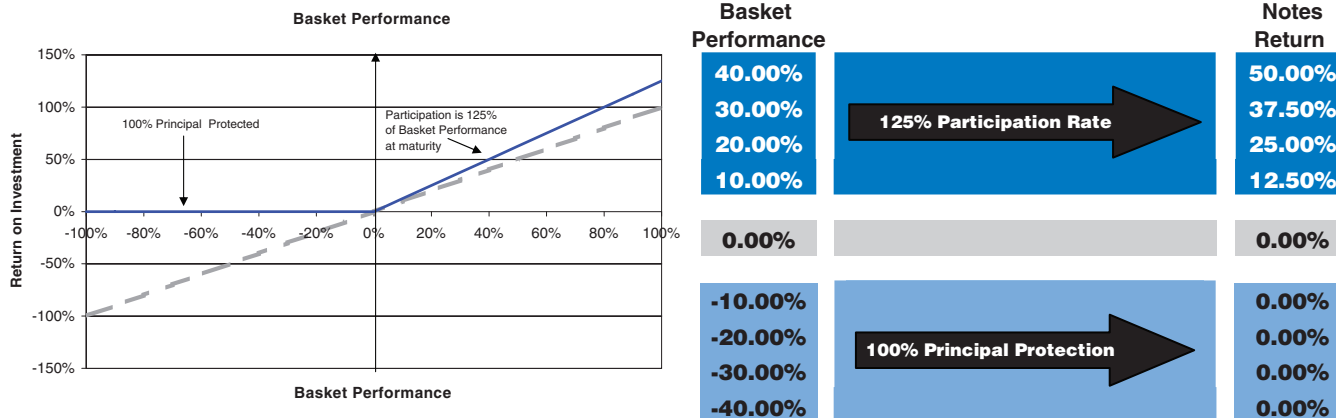 Basket Performance
150%
100%
50%
0%
-50%
-100%
-150%
Return on Investment
100% Principal Protected
Participation is 125%
of Basket Performance
at maturity
-100% -80% -60% -40% -20% 0% 20% 40% 60% 80% 100%
Basket Performance
Basket
Performance
Notes
Return
40.00% 50.00%
30.00% 125% Participation Rate 37.50%
20.00% 25.00%
10.00% 12.50%
0.00% 0.00%
-10.00% 0.00%
-20.00% 100% Principal Protection 0.00%
-30.00% 0.00%
-40.00% 0.00%